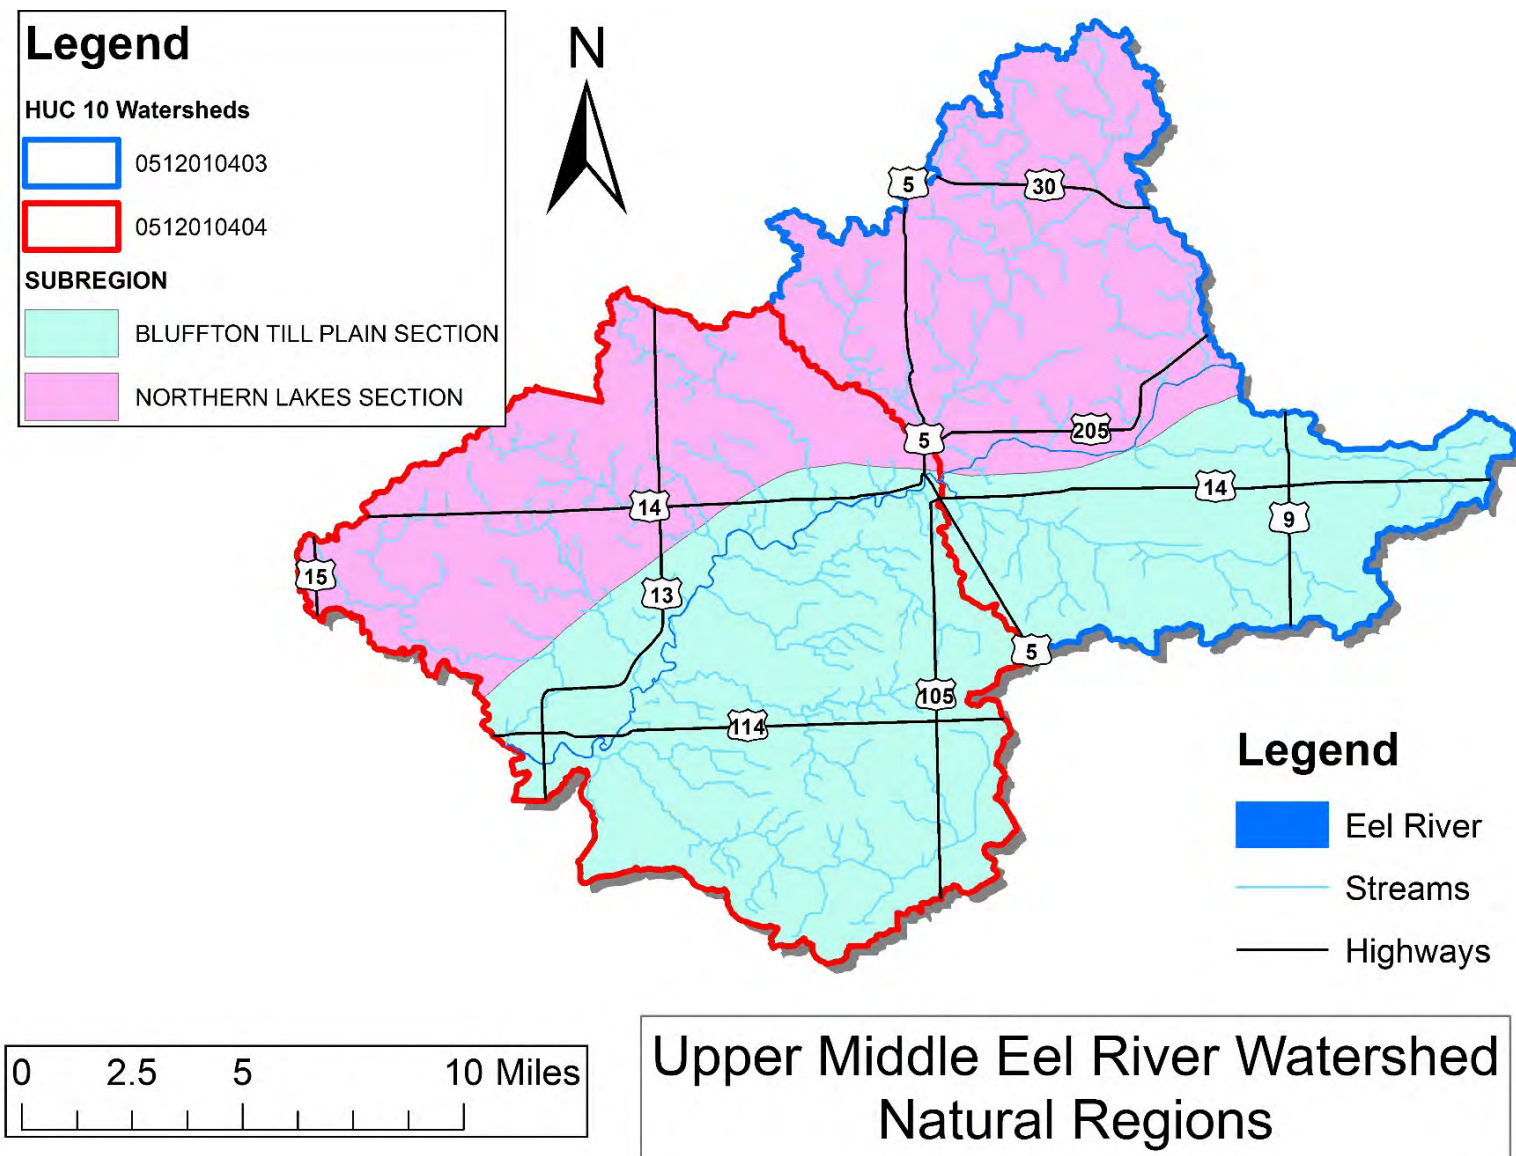 Legend
HUC 10 Watersheds
0512010403
0512010404
SUBREGION
BLUFFTON TILL PLAIN SECTION
NORTHERN LAKES SECTION
N
5
30
5
205
14
14
9
15
13
5
105
114
Legend
Eel River
Streams
Highways
0 2.5 5 10 Miles
Upper Middle Eel River Watershed
Natural Regions